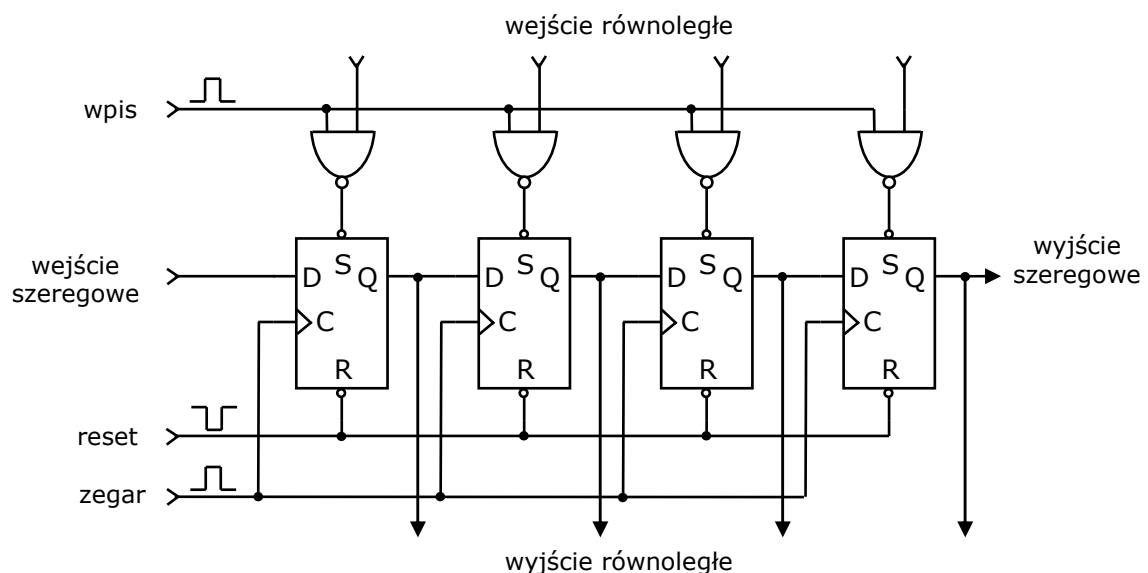 wejście równoległe
wpis
S
S
S
S
wejście
szeregowe
D
Q
D
Q
D
Q
D
Q
wyjście
szeregowe
C
C
C
C
R
R
R
R
reset
zegar
wyjście równoległe